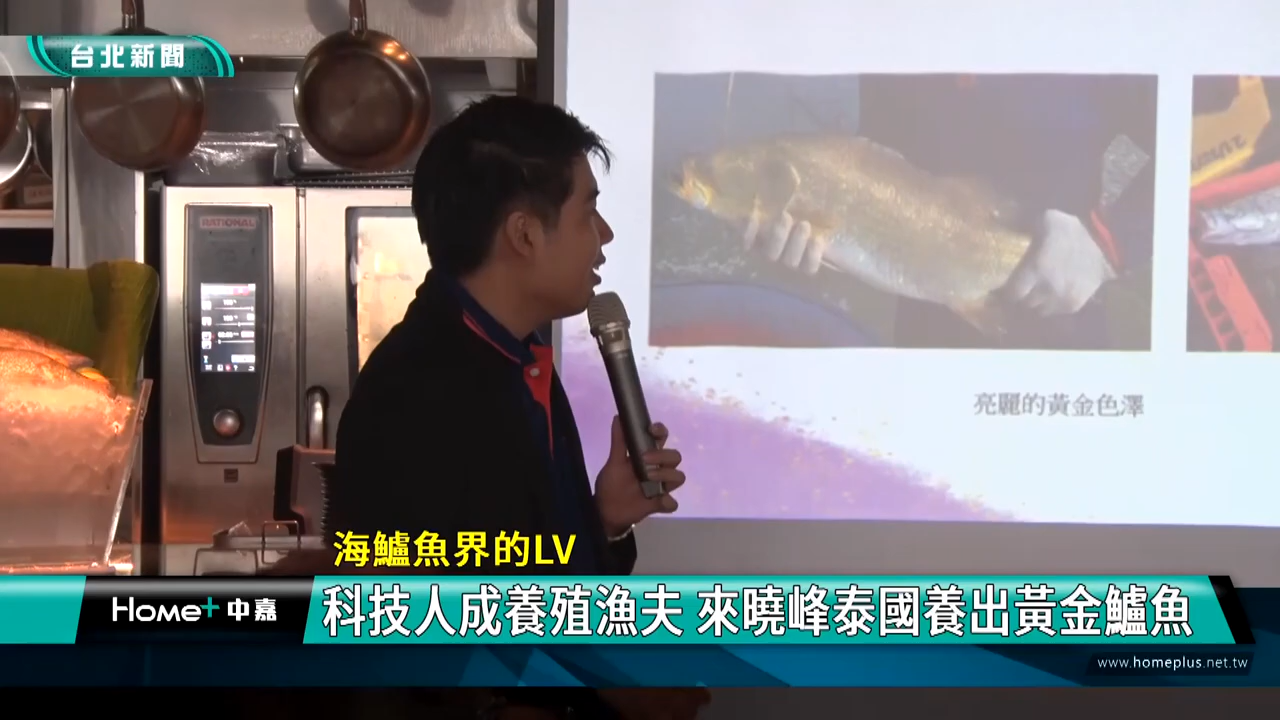 台北新聞
RATIONAL
亮麗的黃金色澤
海鱸魚界的LV
Home+ 中嘉
科技人成養殖漁夫 來曉峰泰國養出黃金鱸魚
www.homeplus.net.tw